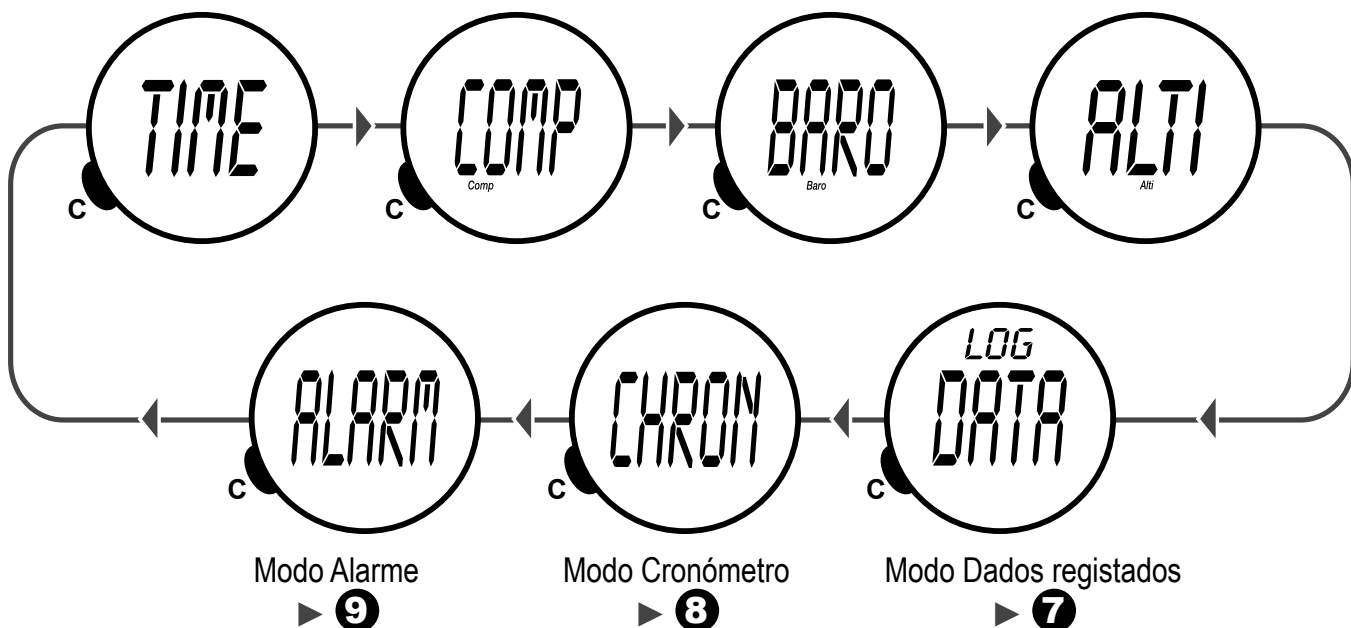 TIME
C
COMP
Comp
C
BARO
Baro
C
ALTI
Alti
C
ALARM
C
CHRON
C
LOG
DATA
C
Modo Alarme
► 9
Modo Cronómetro
► 8
Modo Dados registados
► 7